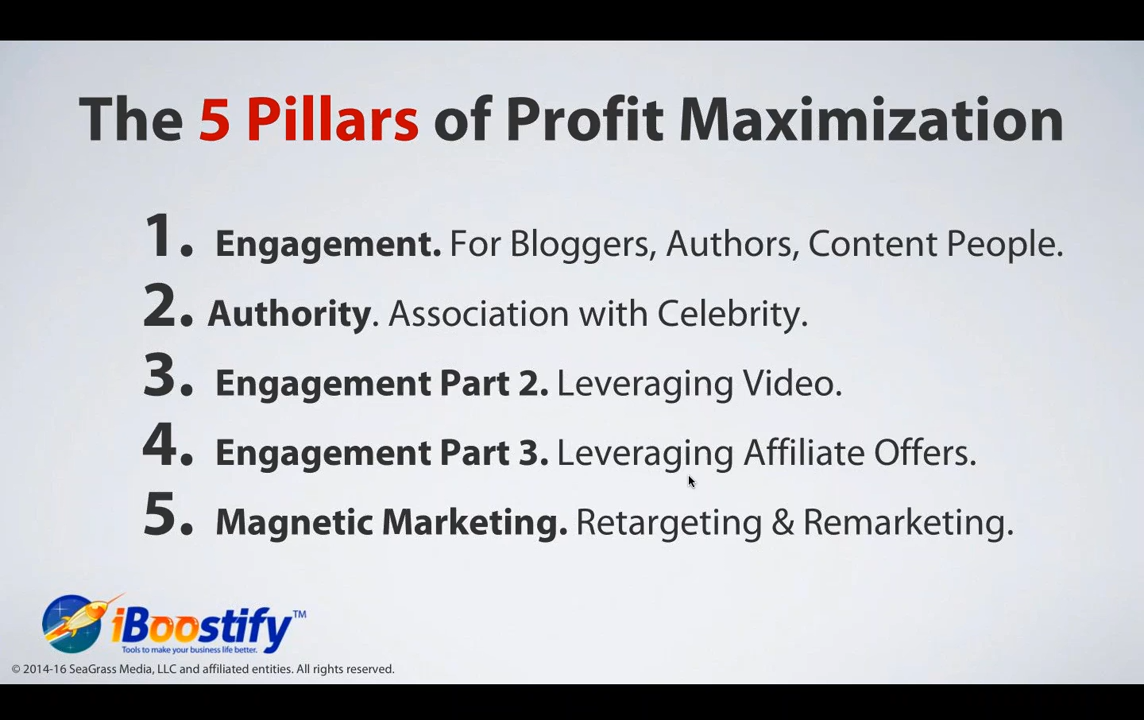 The 5 Pillars of Profit Maximization
1. Engagement. For Bloggers, Authors, Content People.
2. Authority. Association with Celebrity.
3. Engagement Part 2. Leveraging Video.
4. Engagement Part 3. Leveraging Affiliate Offers.
5. Magnetic Marketing. Retargeting & Remarketing.
iBoostify™
Tools to make your business life better.
© 2014-16 SeaGrass Media, LLC and affiliated entities. All rights reserved.